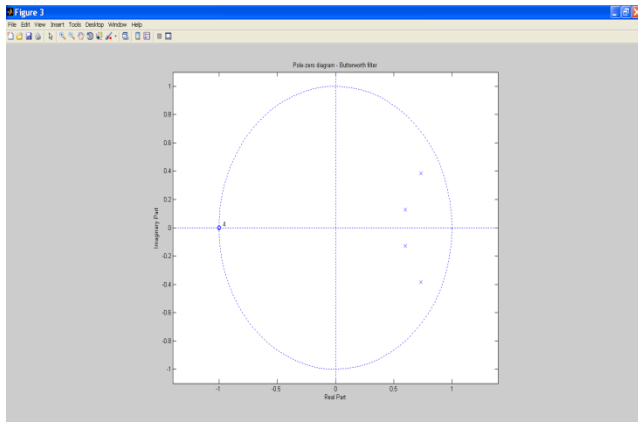 Figure 3
File Edit View Insert Tools Desktop Window Help
Pole-zero diagram - Butterworth filter
1
0.8
0.6
0.4
0.2
0
-0.2
-0.4
-0.6
-0.8
-1
Imaginary Part
4
-1 -0.5 0 0.5 1
Real Part